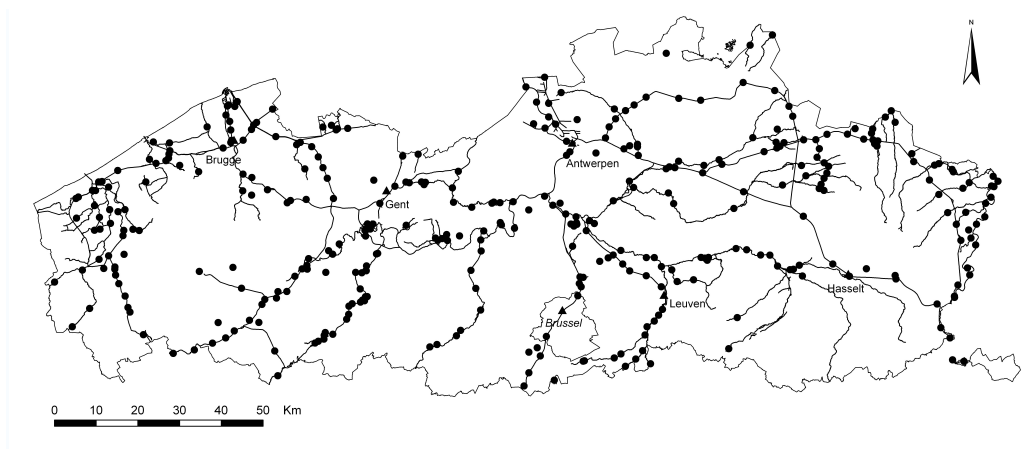 N
Brugge
Antwerpen
Gent
Hasselt
Leuven
Brussel
0 10 20 30 40 50 Km